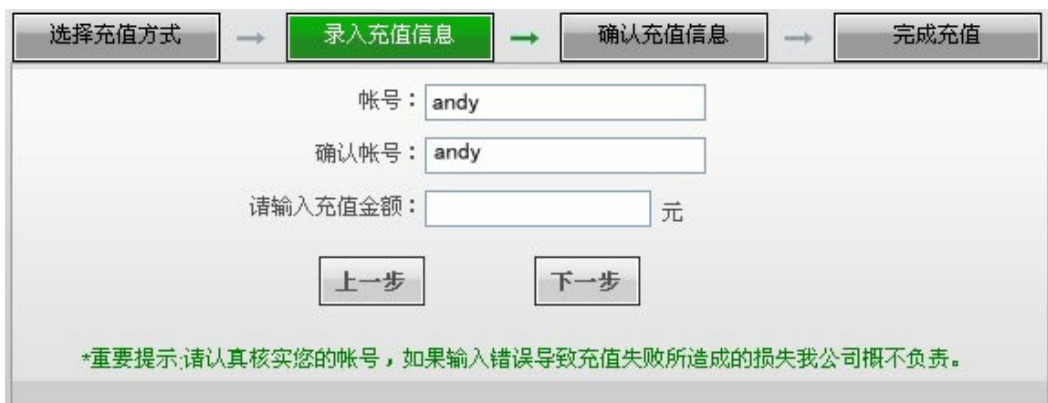 选择充值方式 → 录入充值信息 → 确认充值信息 → 完成充值
帐号： andy
确认帐号： andy
请输入充值金额： 元
上一步 下一步
*重要提示:请认真核实您的帐号，如果输入错误导致充值失败所造成的损失我公司概不负责。